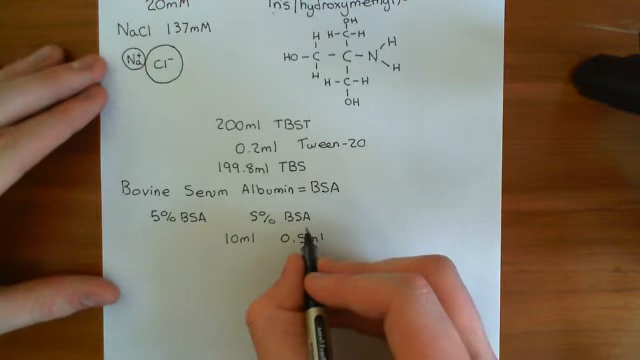 20mM Tris(hydroxymethyl)
NaCl 137mM
Na+ Cl−
OH
H–C–H
H
HO–C–C–N–H
H
H
H–C–H
OH
200ml TBST
0.2ml Tween-20
199.8ml TBS
Bovine Serum Albumin = BSA
5% BSA 5% BSA
10ml